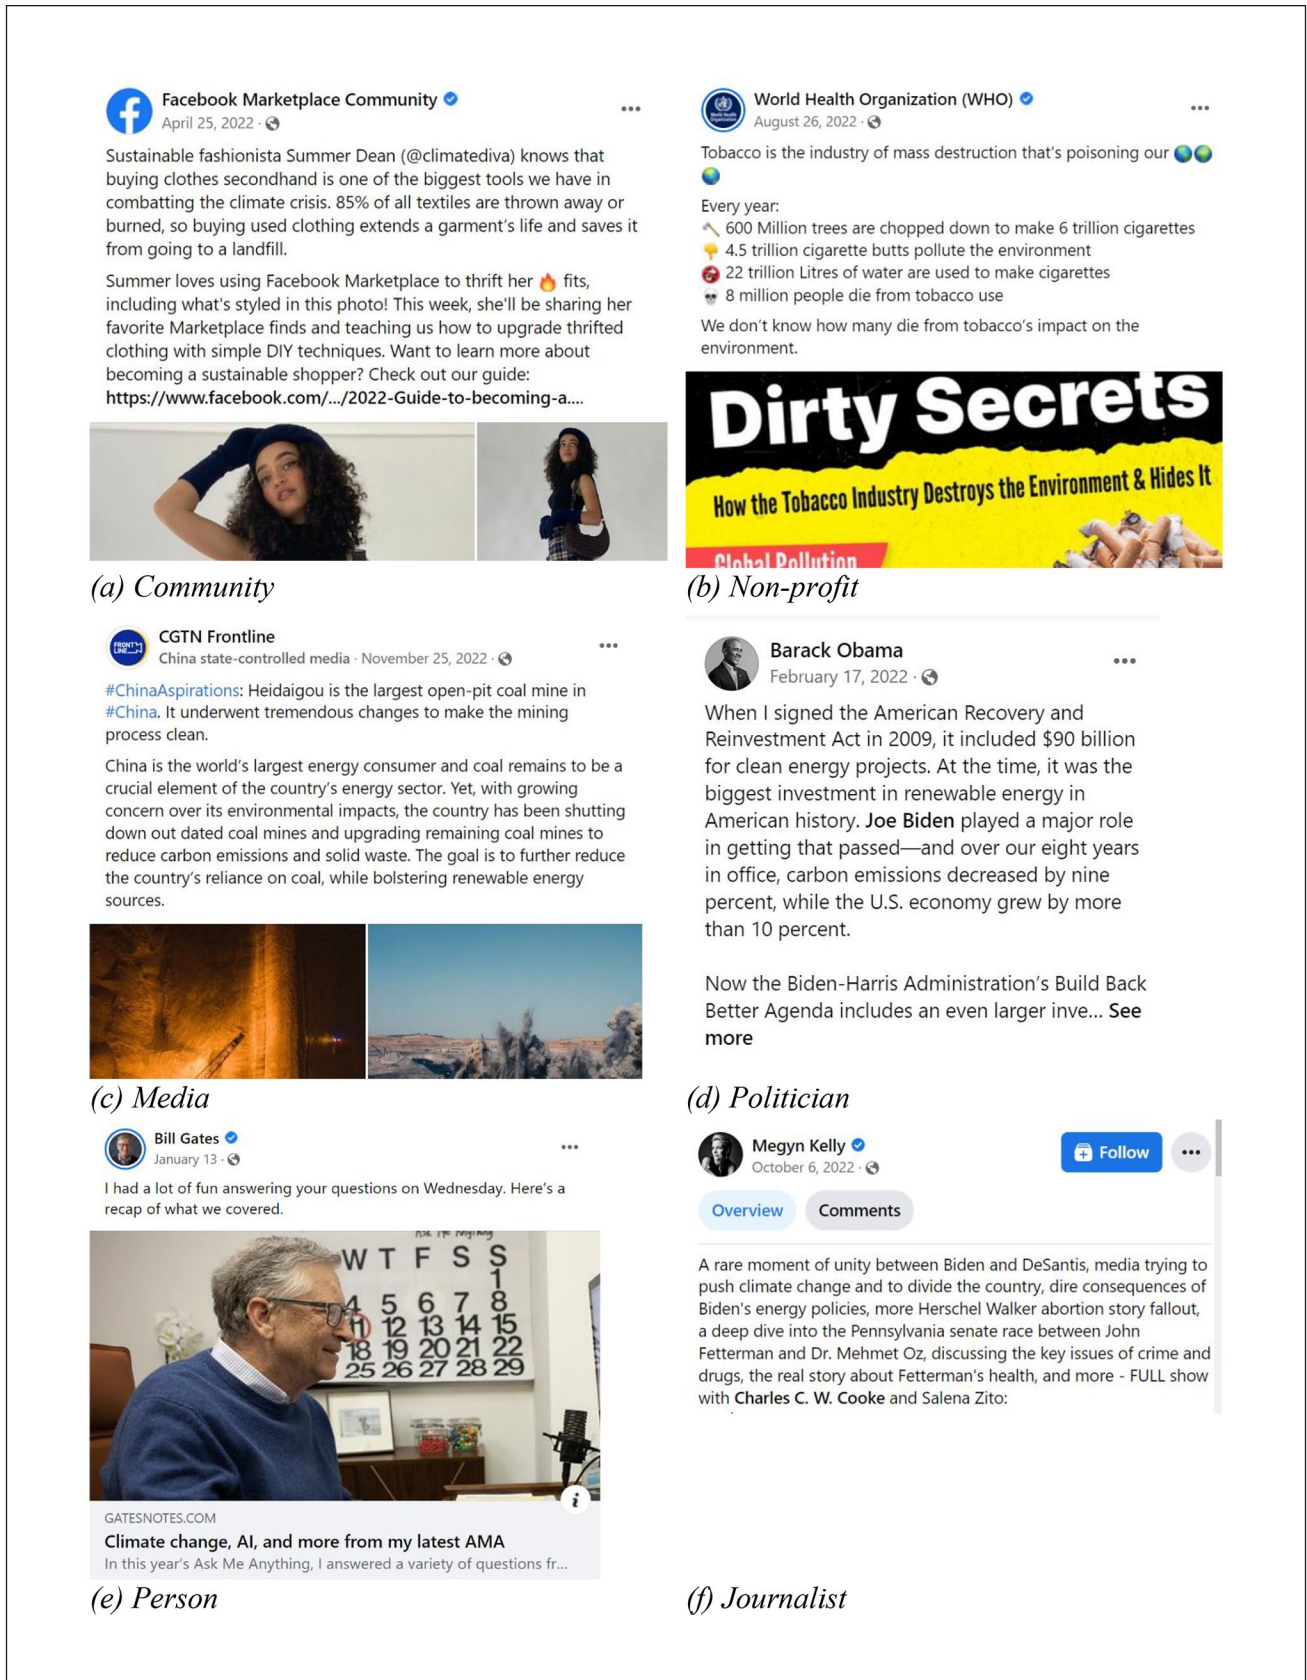 Facebook Marketplace Community
April 25, 2022 ·
Sustainable fashionista Summer Dean (@climatediva) knows that
buying clothes secondhand is one of the biggest tools we have in
combatting the climate crisis. 85% of all textiles are thrown away or
burned, so buying used clothing extends a garment's life and saves it
from going to a landfill.
Summer loves using Facebook Marketplace to thrift her 🔥 fits,
including what's styled in this photo! This week, she'll be sharing her
favorite Marketplace finds and teaching us how to upgrade thrifted
clothing with simple DIY techniques. Want to learn more about
becoming a sustainable shopper? Check out our guide:
https://www.facebook.com/.../2022-Guide-to-becoming-a....
(a) Community
World Health Organization (WHO)
August 26, 2022 ·
Tobacco is the industry of mass destruction that's poisoning our 🌎🌍
🌏
Every year:
🪓 600 Million trees are chopped down to make 6 trillion cigarettes
👇 4.5 trillion cigarette butts pollute the environment
🚱 22 trillion Litres of water are used to make cigarettes
💀 8 million people die from tobacco use
We don't know how many die from tobacco's impact on the
environment.
Dirty Secrets
How the Tobacco Industry Destroys the Environment & Hides It
Global Pollution
(b) Non-profit
FRONT
LINE
CGTN Frontline
China state-controlled media · November 25, 2022 ·
#ChinaAspirations: Heidaigou is the largest open-pit coal mine in
#China. It underwent tremendous changes to make the mining
process clean.
China is the world's largest energy consumer and coal remains to be a
crucial element of the country's energy sector. Yet, with growing
concern over its environmental impacts, the country has been shutting
down out dated coal mines and upgrading remaining coal mines to
reduce carbon emissions and solid waste. The goal is to further reduce
the country's reliance on coal, while bolstering renewable energy
sources.
(c) Media
Barack Obama
February 17, 2022 ·
When I signed the American Recovery and
Reinvestment Act in 2009, it included $90 billion
for clean energy projects. At the time, it was the
biggest investment in renewable energy in
American history. Joe Biden played a major role
in getting that passed—and over our eight years
in office, carbon emissions decreased by nine
percent, while the U.S. economy grew by more
than 10 percent.
Now the Biden-Harris Administration's Build Back
Better Agenda includes an even larger inve... See
more
(d) Politician
Bill Gates
January 13 ·
I had a lot of fun answering your questions on Wednesday. Here's a
recap of what we covered.
Ask Me Anything
W T F S S
1
4 5 6 7 8
11 12 13 14 15
18 19 20 21 22
25 26 27 28 29
GATESNOTES.COM
Climate change, AI, and more from my latest AMA
In this year's Ask Me Anything, I answered a variety of questions fr...
(e) Person
Megyn Kelly
October 6, 2022 ·
Follow
Overview Comments
A rare moment of unity between Biden and DeSantis, media trying to
push climate change and to divide the country, dire consequences of
Biden's energy policies, more Herschel Walker abortion story fallout,
a deep dive into the Pennsylvania senate race between John
Fetterman and Dr. Mehmet Oz, discussing the key issues of crime and
drugs, the real story about Fetterman's health, and more - FULL show
with Charles C. W. Cooke and Salena Zito:
(f) Journalist